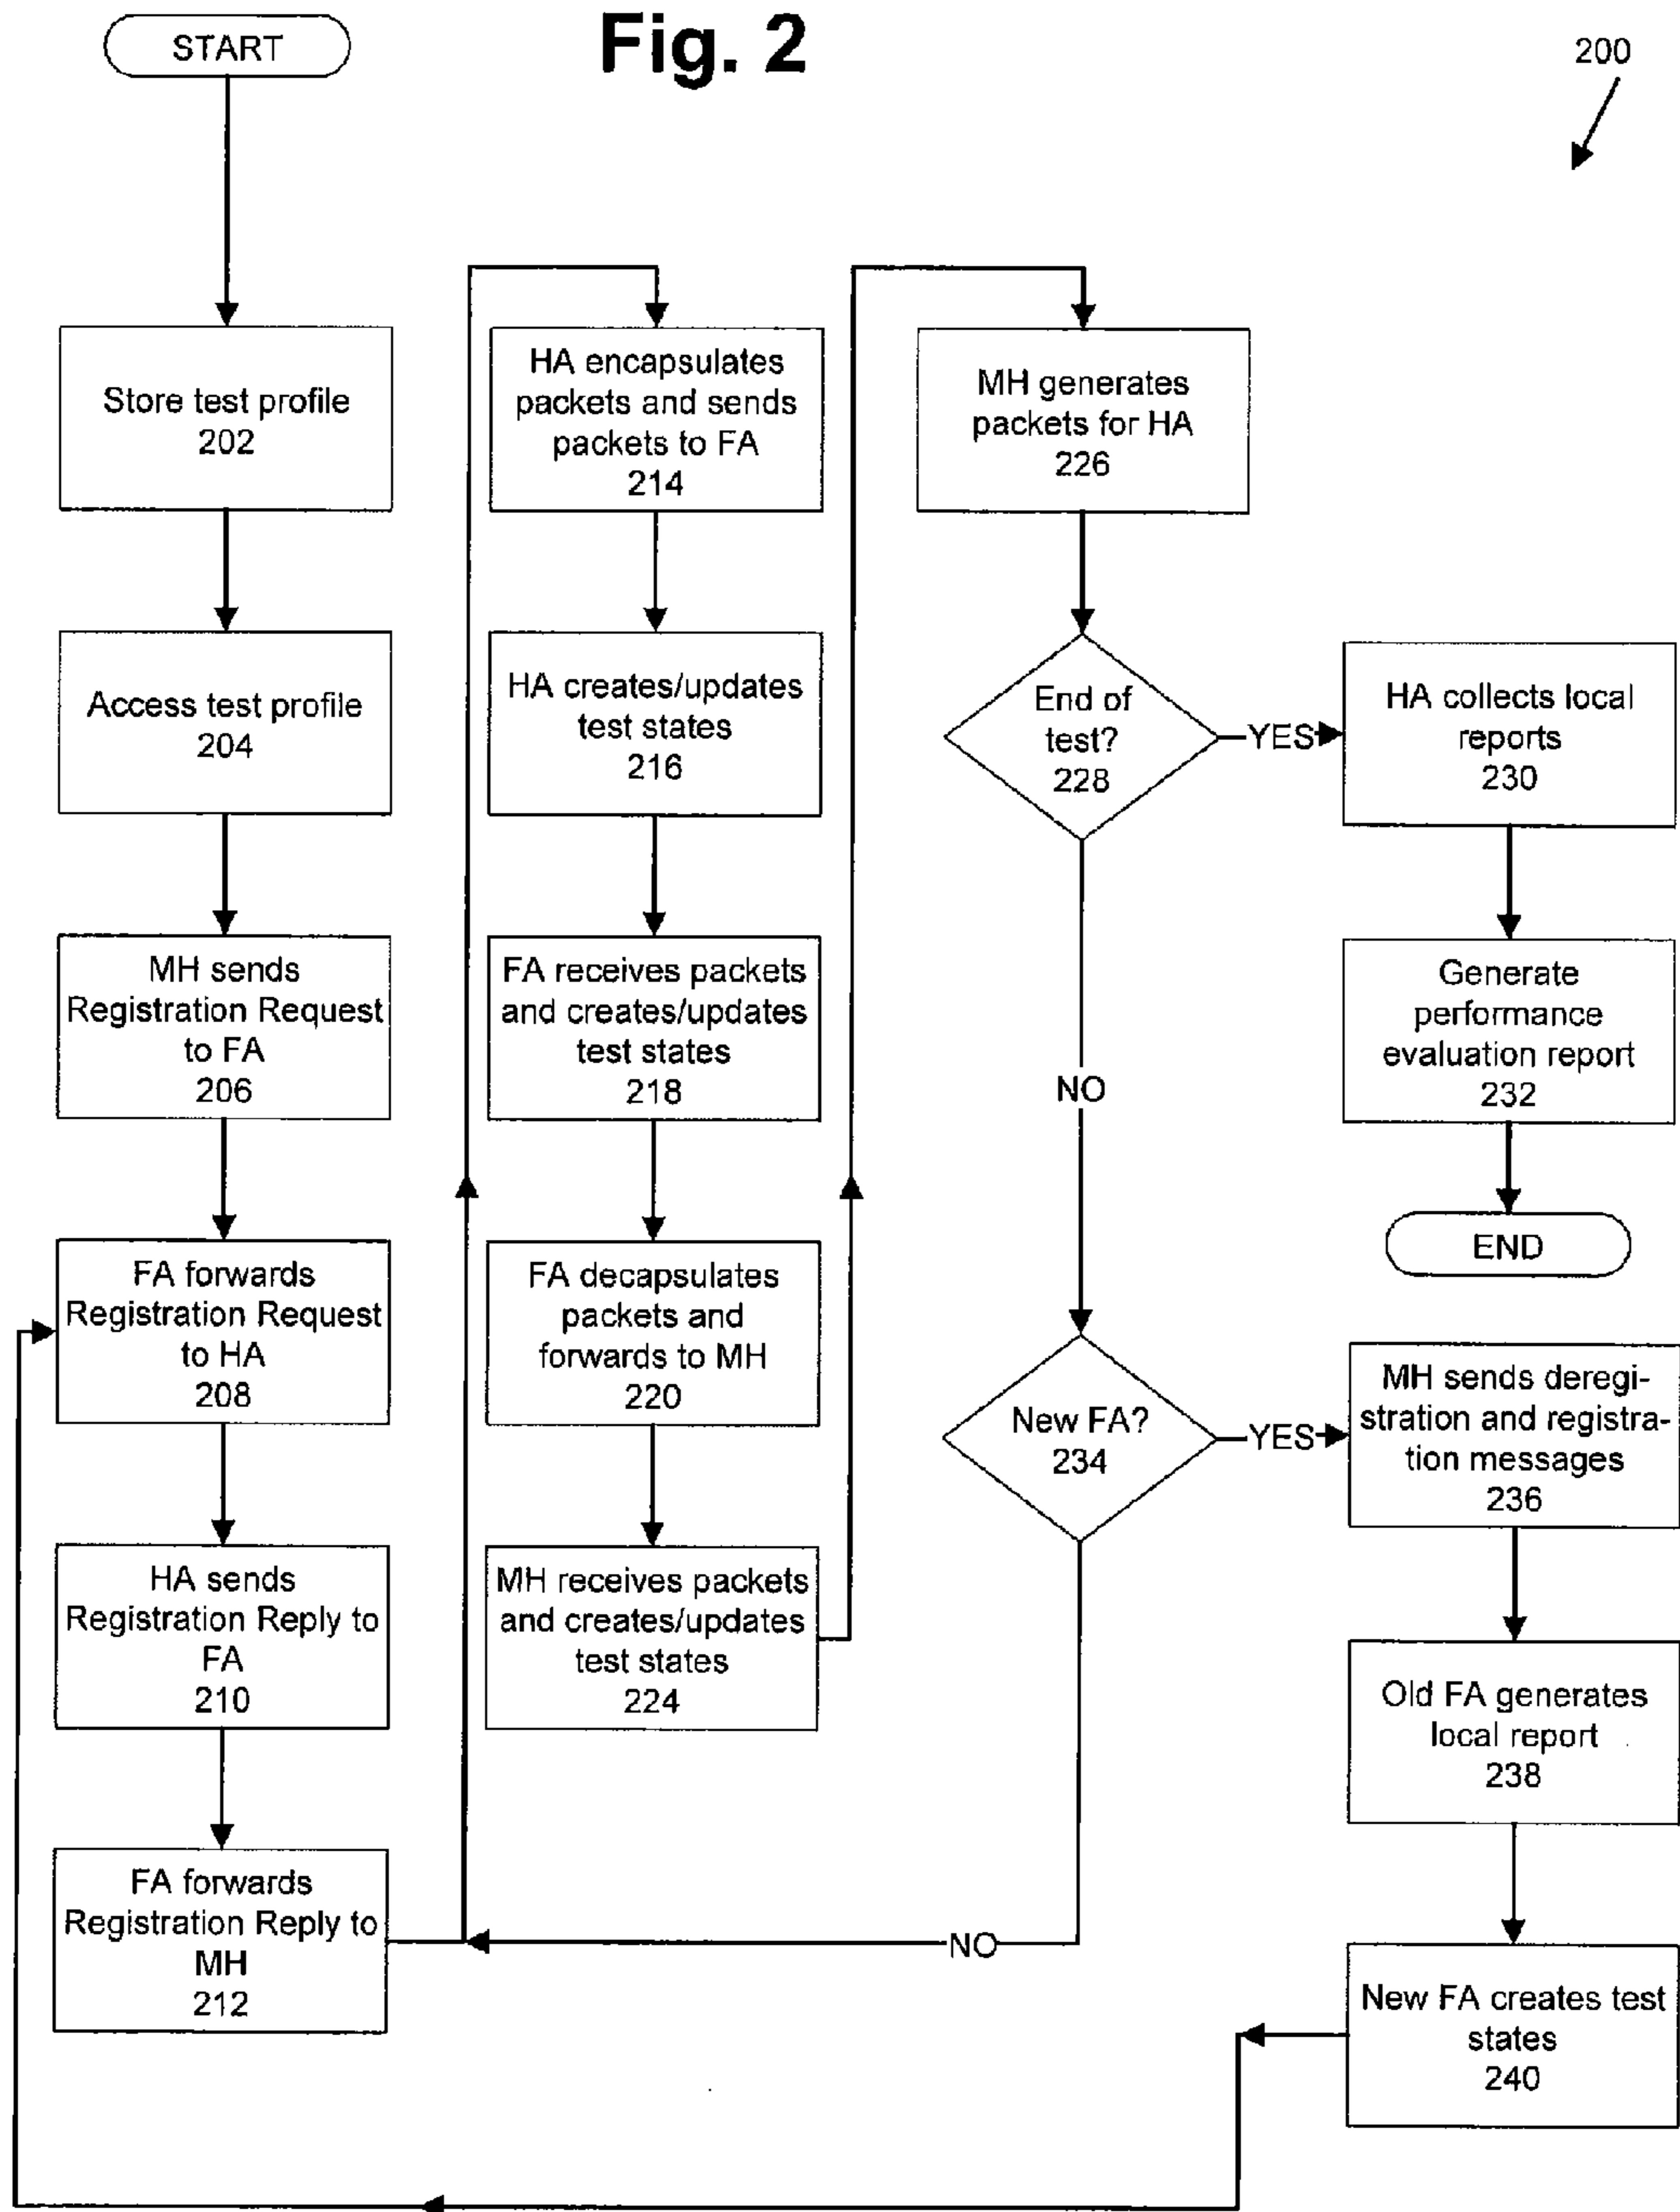 Fig. 2
200
START
Store test profile
202
Access test profile
204
MH sends
Registration Request
to FA
206
FA forwards
Registration Request
to HA
208
HA sends
Registration Reply to
FA
210
FA forwards
Registration Reply to
MH
212
HA encapsulates
packets and sends
packets to FA
214
HA creates/updates
test states
216
FA receives packets
and creates/updates
test states
218
FA decapsulates
packets and
forwards to MH
220
MH receives packets
and creates/updates
test states
224
MH generates
packets for HA
226
End of
test?
228
YES
HA collects local
reports
230
Generate
performance
evaluation report
232
END
NO
New FA?
234
YES
MH sends deregi-
stration and registra-
tion messages
236
Old FA generates
local report
238
New FA creates test
states
240
NO